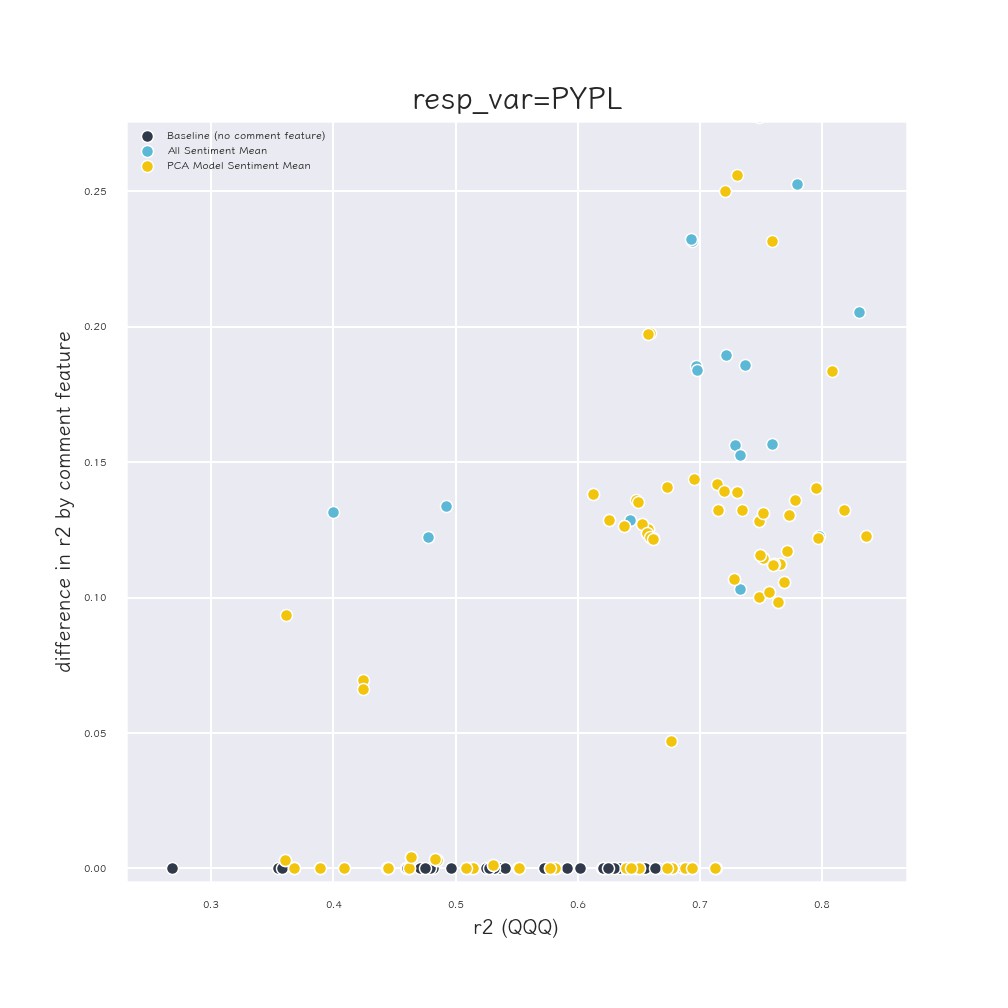 resp_var=PYPL
Baseline (no comment feature)
All Sentiment Mean
PCA Model Sentiment Mean
0.25
0.20
0.15
0.10
0.05
0.00
difference in r2 by comment feature
0.3 0.4 0.5 0.6 0.7 0.8
r2 (QQQ)